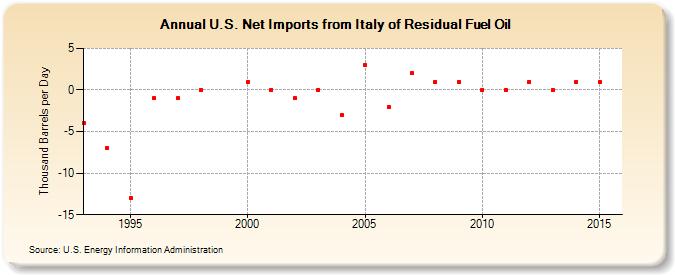 Annual U.S. Net Imports from Italy of Residual Fuel Oil
Thousand Barrels per Day
5
0
-5
-10
-15
1995 2000 2005 2010 2015
Source: U.S. Energy Information Administration